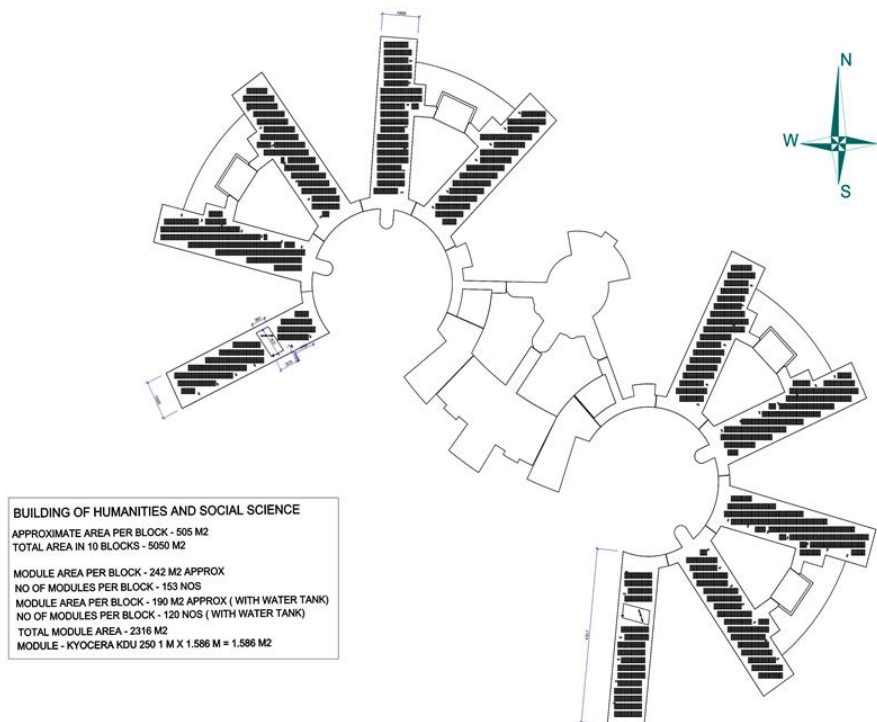 N
W
S
BUILDING OF HUMANITIES AND SOCIAL SCIENCE
APPROXIMATE AREA PER BLOCK - 505 M2
TOTAL AREA IN 10 BLOCKS - 5050 M2
MODULE AREA PER BLOCK - 242 M2 APPROX
NO OF MODULES PER BLOCK - 153 NOS
MODULE AREA PER BLOCK - 190 M2 APPROX ( WITH WATER TANK)
NO OF MODULES PER BLOCK - 120 NOS ( WITH WATER TANK)
TOTAL MODULE AREA - 2316 M2
MODULE - KYOCERA KDU 250 1 M X 1.586 M = 1.586 M2